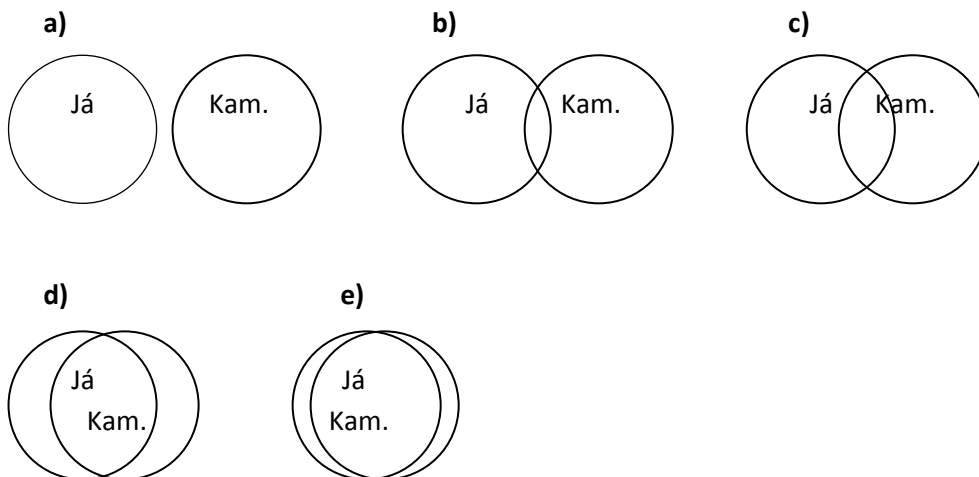 a) b) c)
Já Kam. Já Kam. Já Kam.
d) e)
Já Já
Kam. Kam.